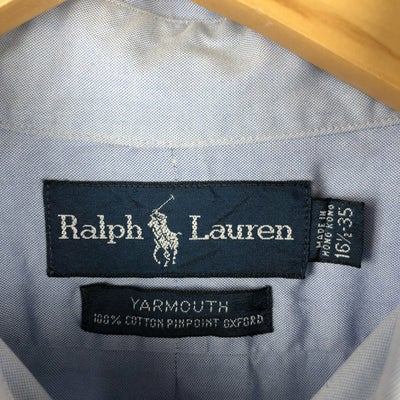 Ralph Lauren
MADE IN
HONG KONG
16½-35
YARMOUTH
100% COTTON PINPOINT OXFORD